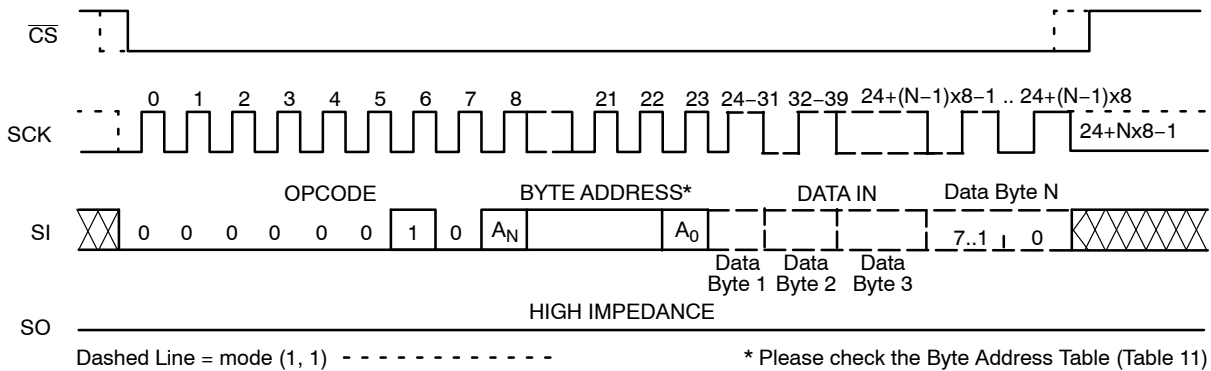 CS
0 1 2 3 4 5 6 7 8 21 22 23 24−31 32−39 24+(N−1)x8−1 .. 24+(N−1)x8
SCK
24+Nx8−1
OPCODE BYTE ADDRESS* DATA IN Data Byte N
SI
0 0 0 0 0 0 1 0 AN A0 7..1 0
Data Byte 1
Data Byte 2
Data Byte 3
HIGH IMPEDANCE
SO
Dashed Line = mode (1, 1)
* Please check the Byte Address Table (Table 11)